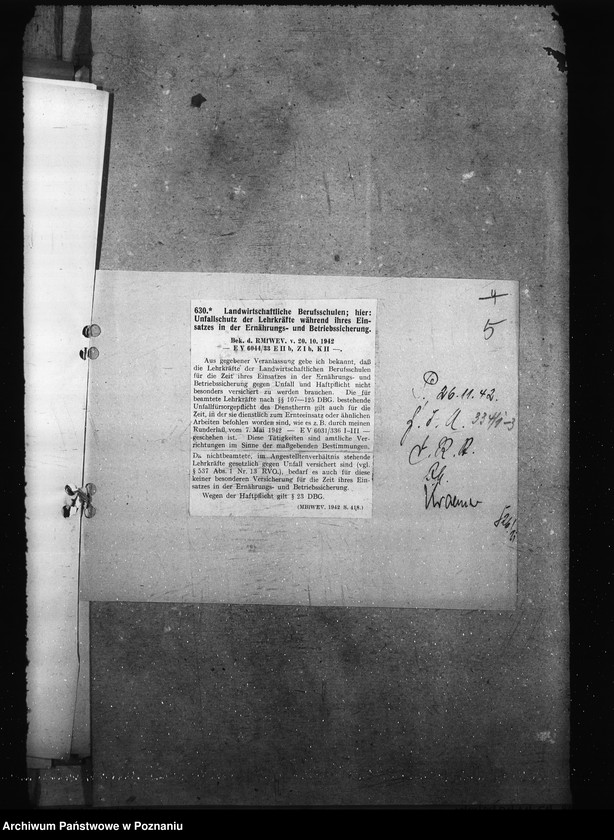 630.* Landwirtschaftliche Berufsschulen; hier:
Unfallschutz der Lehrkräfte während ihres Ein-
satzes in der Ernährungs- und Betriebssicherung.
Bek. d. RMfWEV. v. 20. 10. 1942
— E V 6044/33 E II b, Z I b, K II —.
Aus gegebener Veranlassung gebe ich bekannt, daß
die Lehrkräfte der Landwirtschaftlichen Berufsschulen
für die Zeit ihres Einsatzes in der Ernährungs- und
Betriebssicherung gegen Unfall und Haftpflicht nicht
besonders versichert zu werden brauchen. Die für
beamtete Lehrkräfte nach §§ 107—125 DBG. bestehende
Unfallfürsorgepflicht des Dienstherrn gilt auch für die
Zeit, in der sie dienstlich zum Ernteeinsatz oder ähnlichen
Arbeiten befohlen worden sind, wie es z. B. durch meinen
Runderlaß vom 7. Mai 1942 — E V 6031/336 I-III —
geschehen ist. Diese Tätigkeiten sind amtliche Ver-
richtungen im Sinne der maßgebenden Bestimmungen.
Da nichtbeamtete, im Angestelltenverhältnis stehende
Lehrkräfte gesetzlich gegen Unfall versichert sind (vgl.
§ 537 Abs. 1 Nr. 13 RVO.), bedarf es auch für diese
keiner besonderen Versicherung für die Zeit ihres Ein-
satzes in der Ernährungs- und Betriebssicherung.
Wegen der Haftpflicht gilt § 23 DBG.
(MBlWEV. 1942 S.
4
5
26.11.42.
Archiwum Państwowe w Poznaniu